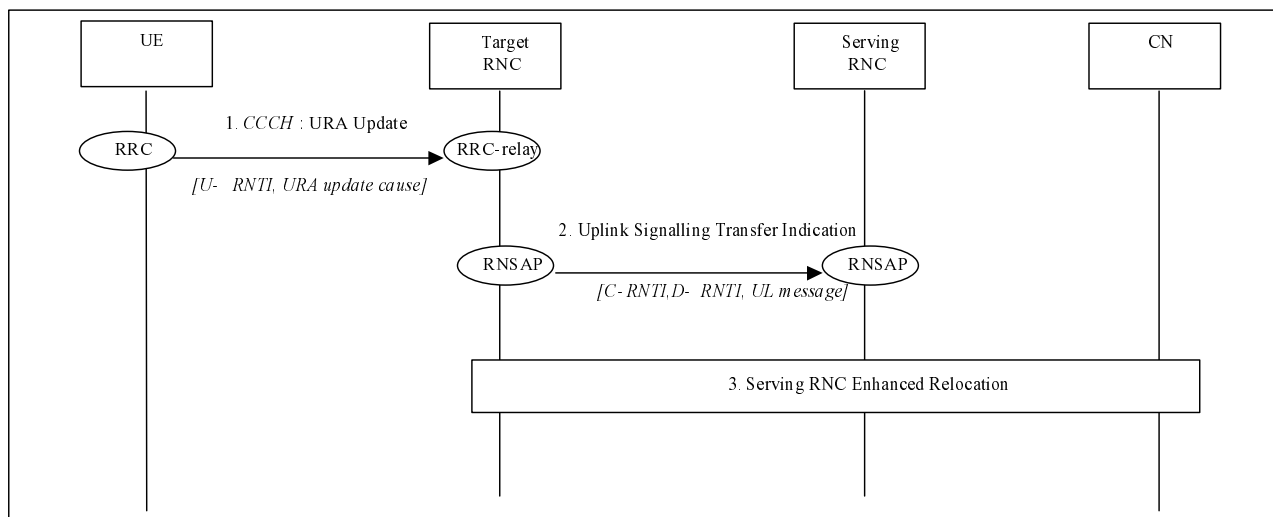 UE
Target
RNC
Serving
RNC
CN
1. CCCH : URA Update
RRC
RRC-relay
[U- RNTI, URA update cause]
2. Uplink Signalling Transfer Indication
RNSAP
RNSAP
[C-RNTI,D- RNTI, UL message]
3. Serving RNC Enhanced Relocation